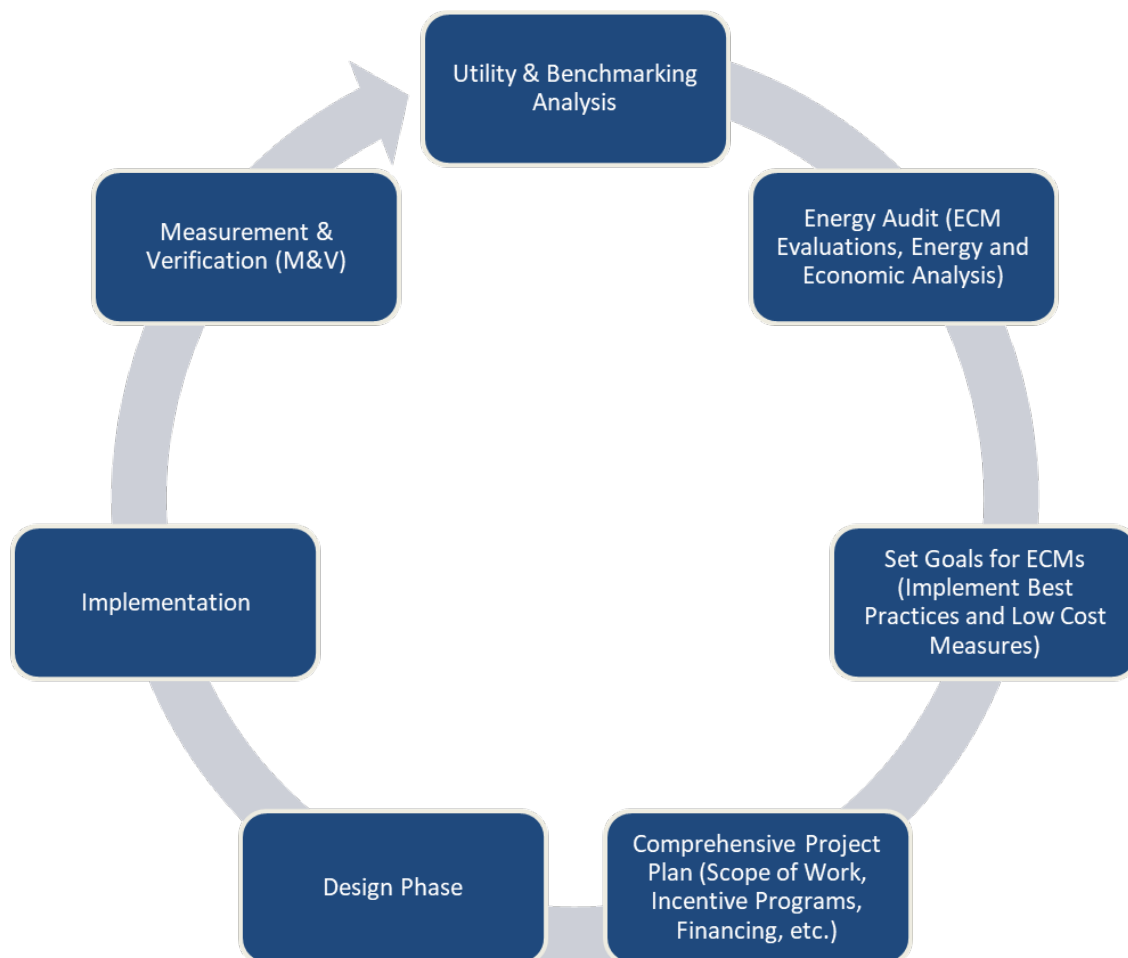 Utility & Benchmarking
Analysis
Energy Audit (ECM
Evaluations, Energy and
Economic Analysis)
Set Goals for ECMs
(Implement Best
Practices and Low Cost
Measures)
Comprehensive Project
Plan (Scope of Work,
Incentive Programs,
Financing, etc.)
Design Phase
Implementation
Measurement &
Verification (M&V)